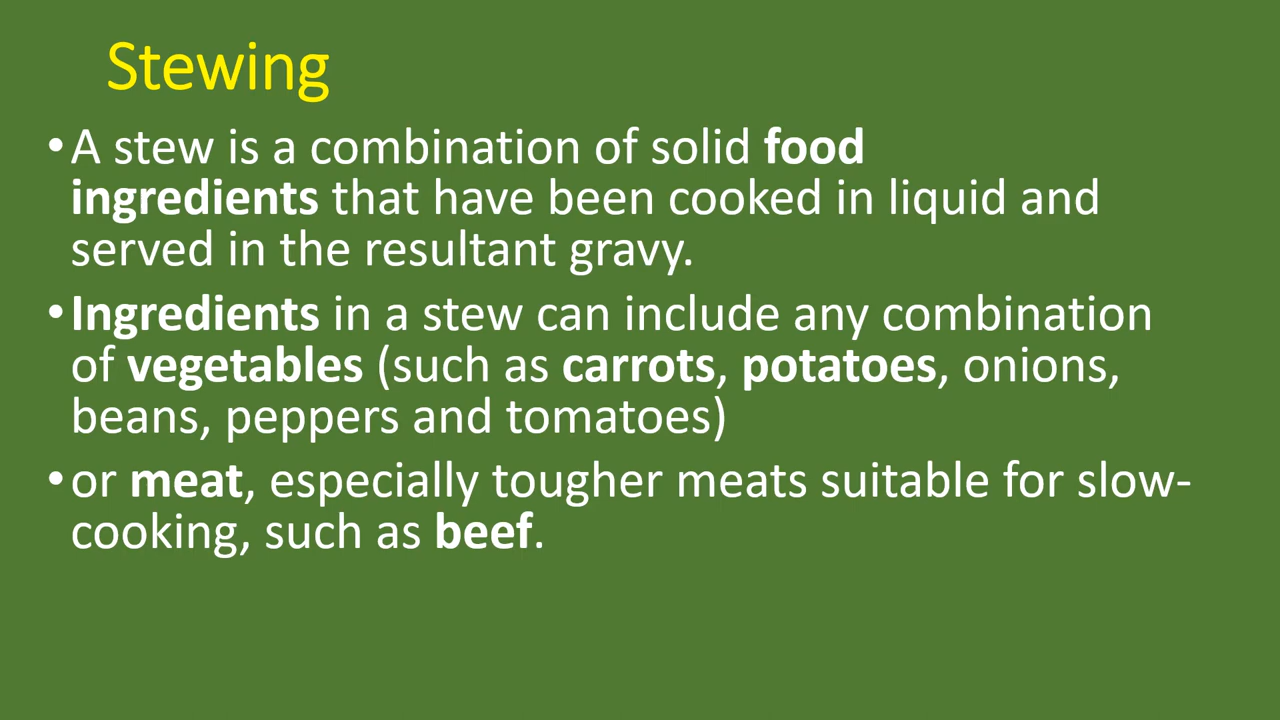 Stewing
•A stew is a combination of solid food
ingredients that have been cooked in liquid and
served in the resultant gravy.
•Ingredients in a stew can include any combination
of vegetables (such as carrots, potatoes, onions,
beans, peppers and tomatoes)
•or meat, especially tougher meats suitable for slow-
cooking, such as beef.